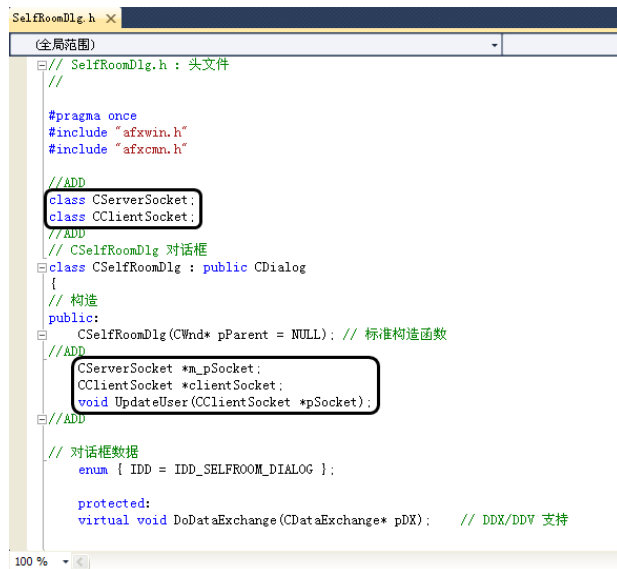 SelfRoomDlg.h
(全局范围)
// SelfRoomDlg.h : 头文件
//
#pragma once
#include "afxwin.h"
#include "afxcmn.h"
//ADD
class CServerSocket;
class CClientSocket;
//ADD
// CSelfRoomDlg 对话框
class CSelfRoomDlg : public CDialog
{
// 构造
public:
CSelfRoomDlg(CWnd* pParent = NULL); // 标准构造函数
//ADD
CServerSocket *m_pSocket;
CClientSocket *clientSocket;
void UpdateUser(CClientSocket *pSocket);
//ADD
// 对话框数据
enum { IDD = IDD_SELFROOM_DIALOG };
protected:
virtual void DoDataExchange(CDataExchange* pDX); // DDX/DDV 支持
100 %